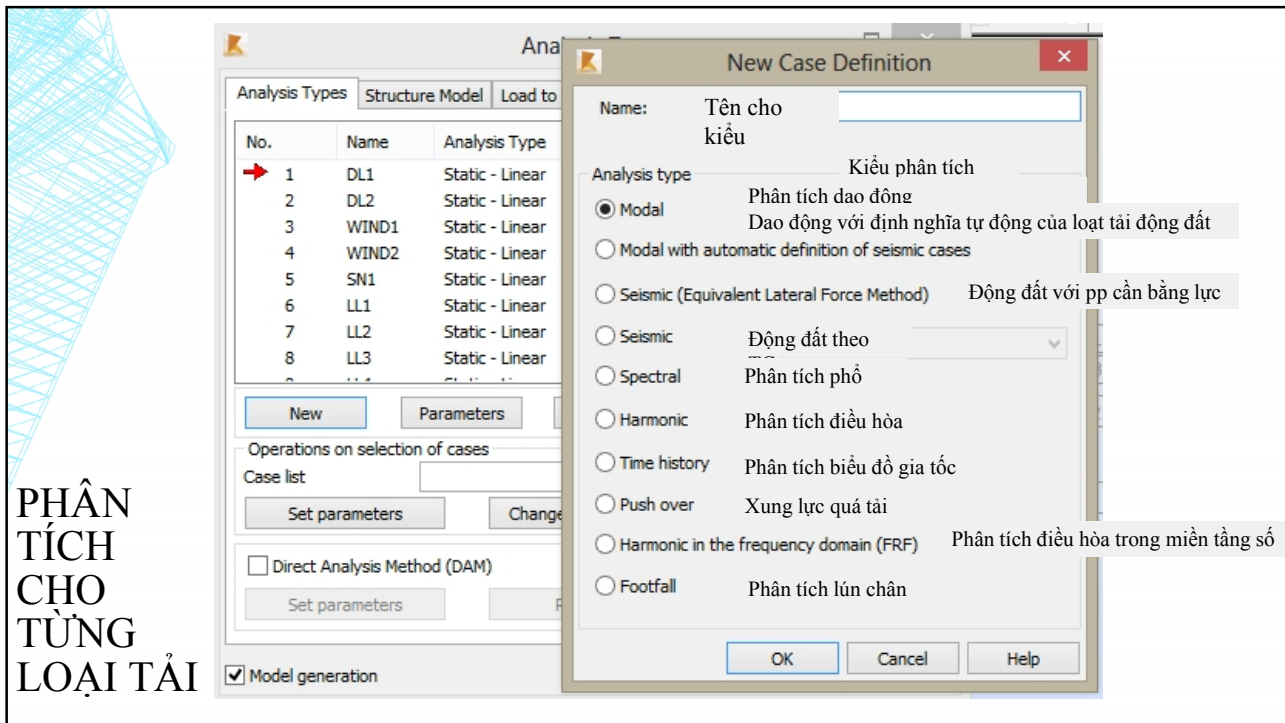 PHÂN
TÍCH
CHO
TỪNG
LOẠI TẢI
Analysis Types Structure Model Load to
No. Name Analysis Type
1 DL1 Static - Linear
2 DL2 Static - Linear
3 WIND1 Static - Linear
4 WIND2 Static - Linear
5 SN1 Static - Linear
6 LL1 Static - Linear
7 LL2 Static - Linear
8 LL3 Static - Linear
New Parameters
Operations on selection of cases
Case list
Set parameters Change
Direct Analysis Method (DAM)
Set parameters
Model generation
New Case Definition
Name: Tên cho
kiểu
Analysis type Kiểu phân tích
Phân tích dao động
Modal
Dao động với định nghĩa tự động của loạt tải động đất
Modal with automatic definition of seismic cases
Seismic (Equivalent Lateral Force Method) Động đất với pp cần bằng lực
Seismic Động đất theo
Spectral Phân tích phổ
Harmonic Phân tích điều hòa
Time history Phân tích biểu đồ gia tốc
Push over Xung lực quá tải
Harmonic in the frequency domain (FRF) Phân tích điều hòa trong miền tầng số
Footfall Phân tích lún chân
OK Cancel Help